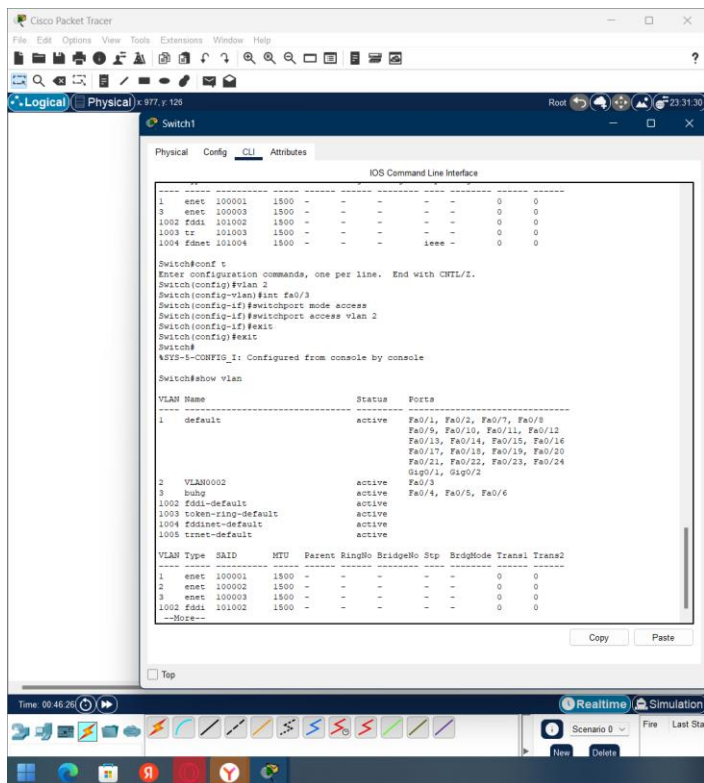 Cisco Packet Tracer
File Edit Options View Tools Extensions Window Help
?
Logical Physical x: 977, y: 126 Root 23:31:30
Switch1
Physical Config CLI Attributes
IOS Command Line Interface
---- ----- ---------- ----- ------ ------ -------- ---- -------- ------ ------
1 enet 100001 1500 - - - - - 0 0
3 enet 100003 1500 - - - - - 0 0
1002 fddi 101002 1500 - - - - - 0 0
1003 tr 101003 1500 - - - - - 0 0
1004 fdnet 101004 1500 - - - ieee - 0 0
Switch#conf t
Enter configuration commands, one per line. End with CNTL/Z.
Switch(config)#vlan 2
Switch(config-vlan)#int fa0/3
Switch(config-if)#switchport mode access
Switch(config-if)#switchport access vlan 2
Switch(config-if)#exit
Switch(config)#exit
Switch#
%SYS-5-CONFIG_I: Configured from console by console
Switch#show vlan
VLAN Name Status Ports
---- -------------------------------- --------- -------------------------------
1 default active Fa0/1, Fa0/2, Fa0/7, Fa0/8
Fa0/9, Fa0/10, Fa0/11, Fa0/12
Fa0/13, Fa0/14, Fa0/15, Fa0/16
Fa0/17, Fa0/18, Fa0/19, Fa0/20
Fa0/21, Fa0/22, Fa0/23, Fa0/24
Gig0/1, Gig0/2
2 VLAN0002 active Fa0/3
3 buhg active Fa0/4, Fa0/5, Fa0/6
1002 fddi-default active
1003 token-ring-default active
1004 fddinet-default active
1005 trnet-default active
VLAN Type SAID MTU Parent RingNo BridgeNo Stp BrdgMode Trans1 Trans2
---- ----- ---------- ----- ------ ------ -------- ---- -------- ------ ------
1 enet 100001 1500 - - - - - 0 0
2 enet 100002 1500 - - - - - 0 0
3 enet 100003 1500 - - - - - 0 0
1002 fddi 101002 1500 - - - - - 0 0
--More--
Copy Paste
Top
Time: 00:46:26 Realtime Simulation
Scenario 0 Fire Last Sta
New Delete